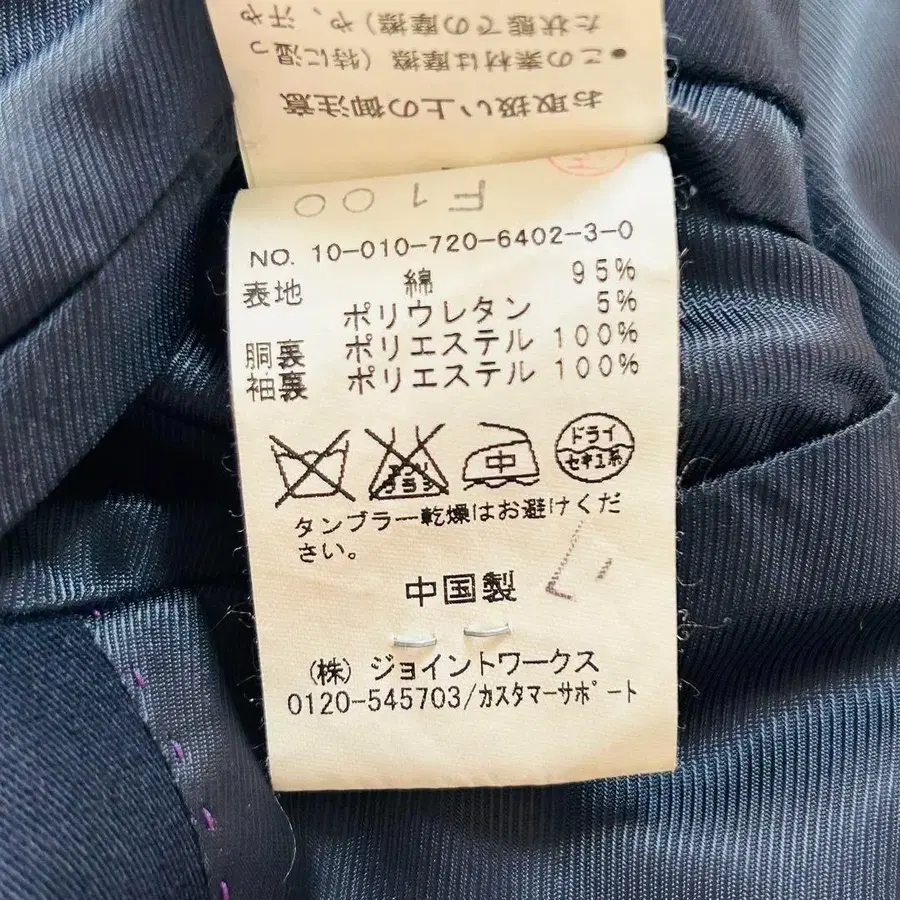 た状態での摩擦)や、汗や
●この素材は摩擦(特に湿っ
お取扱い上の御注意
F100
NO. 10-010-720-6402-3-0
表地 綿 95%
ポリウレタン 5%
胴裏 ポリエステル 100%
袖裏 ポリエステル 100%
エンソ サラシ 中 ドライ セキユ系
タンブラー乾燥はお避けくだ
さい。
中国製
(株) ジョイントワークス
0120-545703/カスタマーサポート